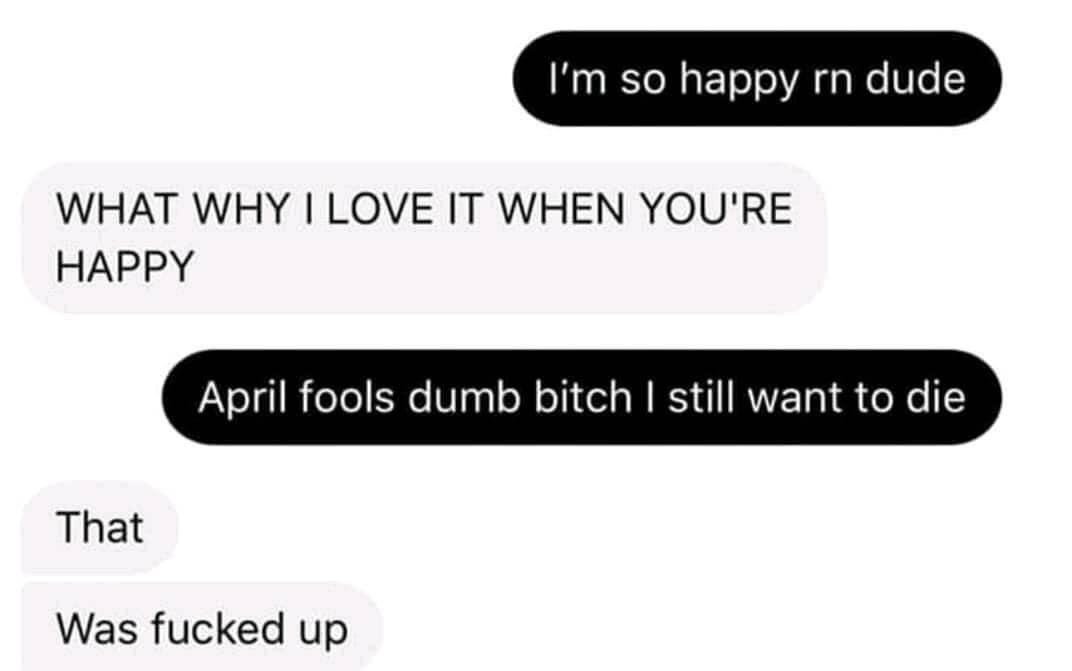 I’m so happy rn dude
WHAT WHY I LOVE IT WHEN YOU'RE
HAPPY
April fools dumb bitch I still want to die
That
Was fucked up